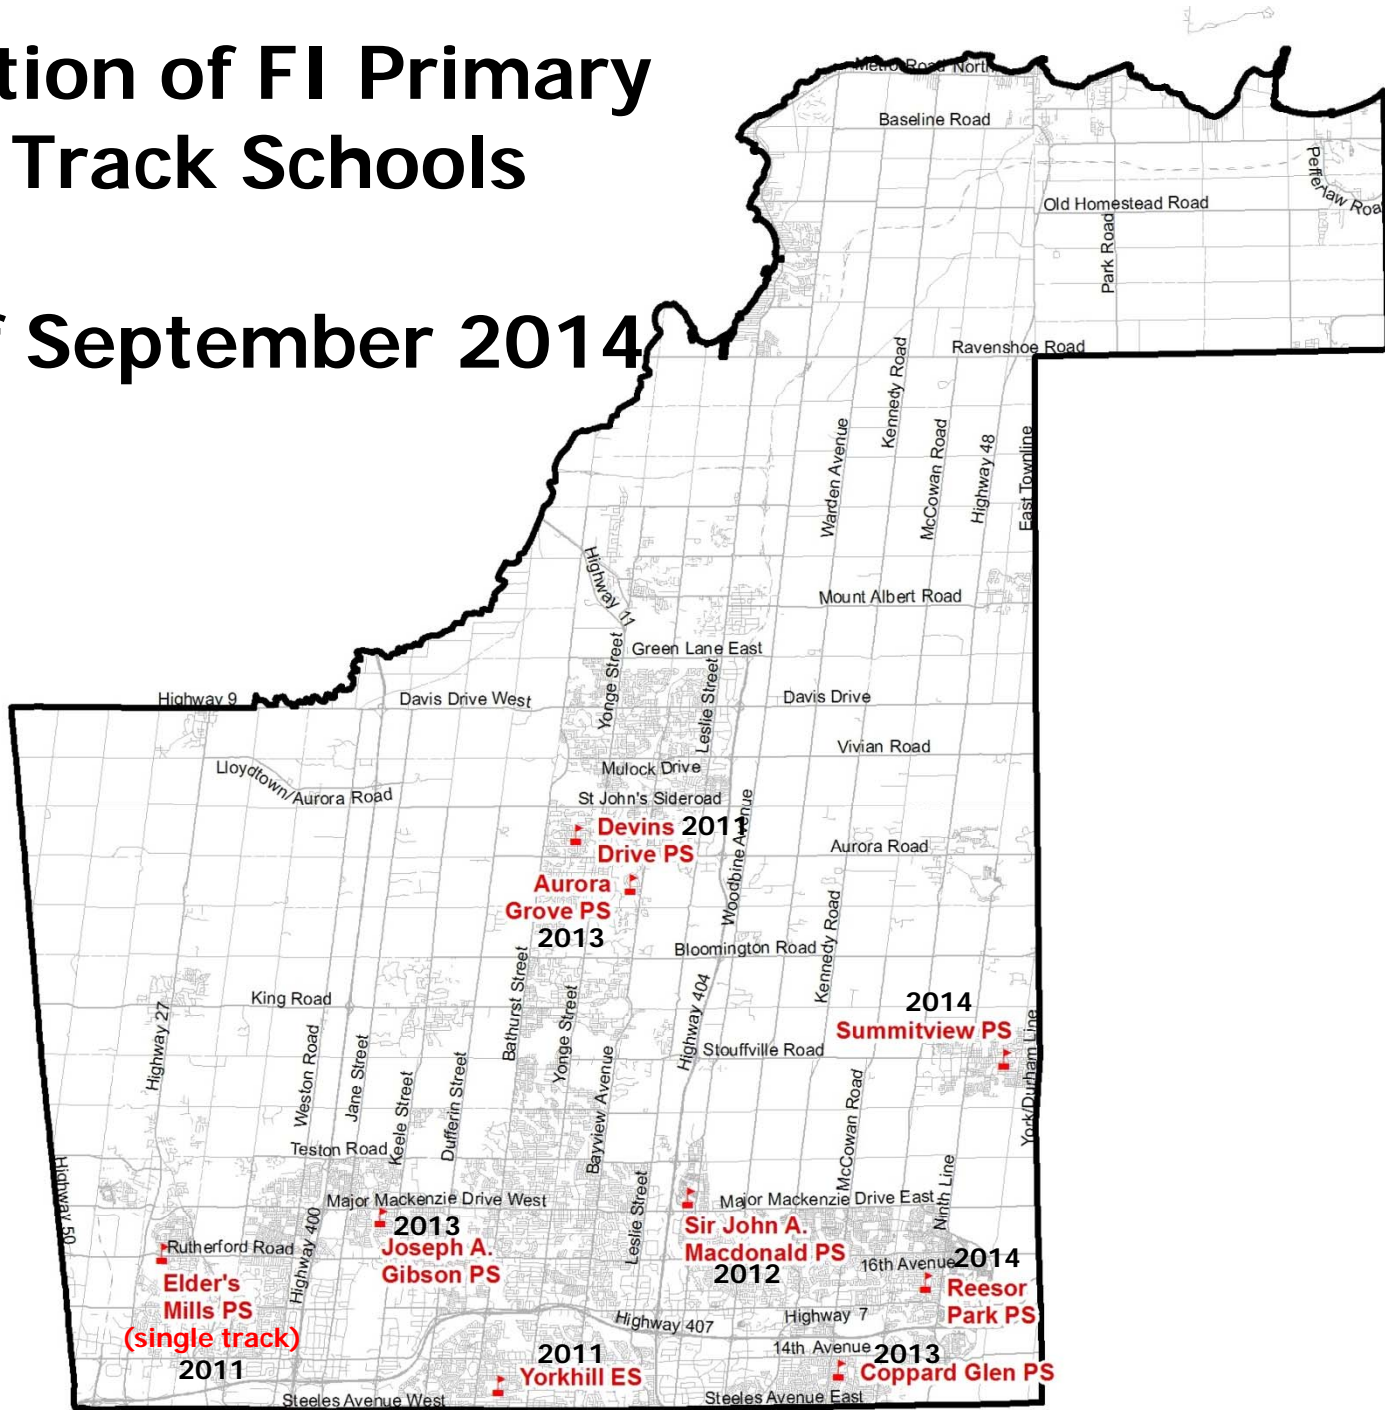 tion of FI Primary
Track Schools
f September 2014
Metro Road North
Baseline Road
Pefferlaw Roa
Old Homestead Road
Park Road
Ravenshoe Road
Kennedy Road
Warden Avenue
McCowan Road
Highway 48
East Townline
Highway 11
Mount Albert Road
Green Lane East
Yonge Street
Leslie Street
Highway 9
Davis Drive West
Davis Drive
Vivian Road
Lloydtown/Aurora Road
Mulock Drive
St John's Sideroad
Devins 2011
Drive PS
Woodbine Avenue
Aurora Road
Aurora
Grove PS
2013
Bloomington Road
Kennedy Road
Bathurst Street
Yonge Street
Highway 404
King Road
2014
Summitview PS
Highway 27
Weston Road
Jane Street
Keele Street
Dufferin Street
Bayview Avenue
Stouffville Road
York/Durham Line
McCowan Road
Teston Road
Highway 50
Major Mackenzie Drive West
Leslie Street
Major Mackenzie Drive East
Ninth Line
2013
Joseph A.
Gibson PS
Sir John A.
Macdonald PS
2012
Rutherford Road
Highway 400
16th Avenue
2014
Reesor
Park PS
Elder's
Mills PS
(single track)
2011
Highway 407
Highway 7
14th Avenue
2013
Coppard Glen PS
2011
Yorkhill ES
Steeles Avenue West
Steeles Avenue East